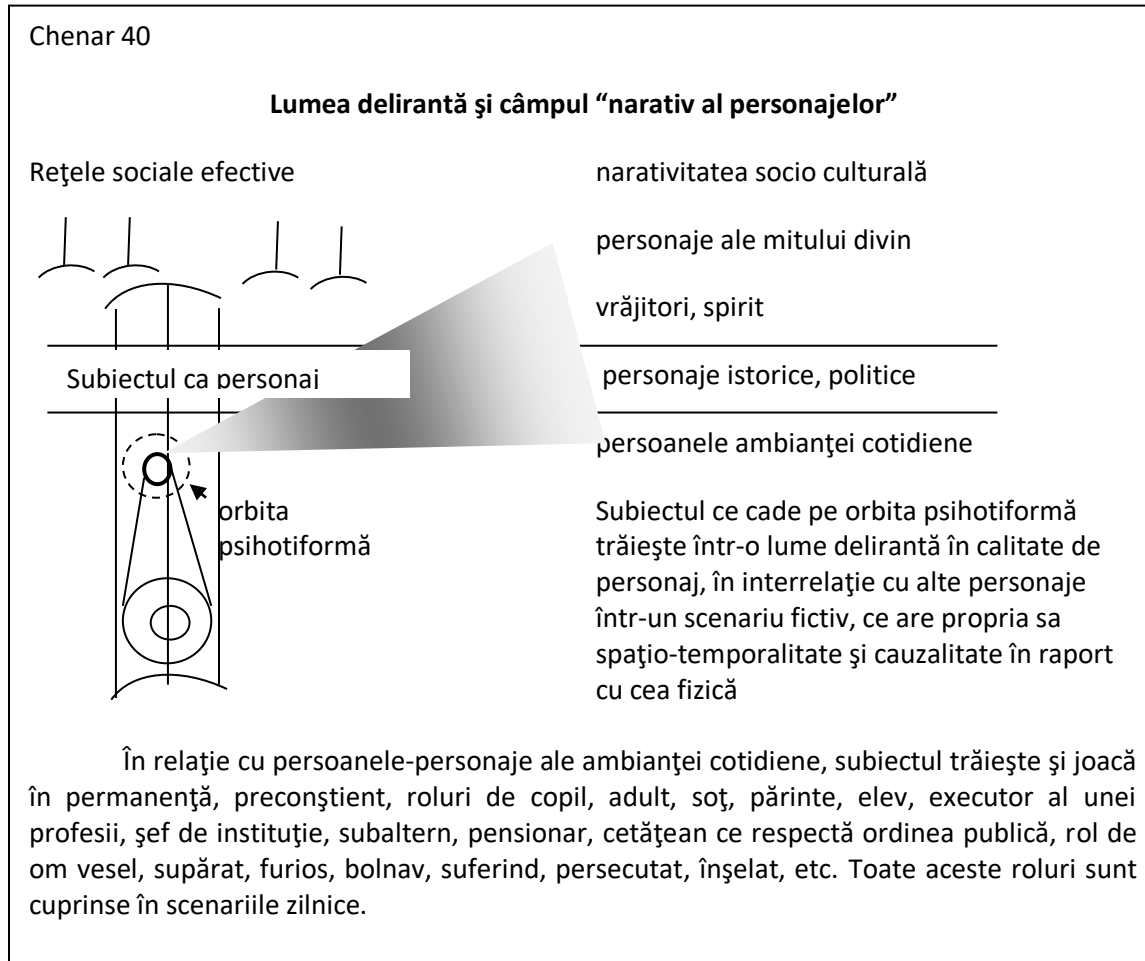 Chenar 40
Lumea delirantă şi câmpul “narativ al personajelor”
Reţele sociale efective
narativitatea socio culturală
personaje ale mitului divin
vrăjitori, spirit
Subiectul ca personaj
personaje istorice, politice
persoanele ambianţei cotidiene
orbita
psihotiformă
Subiectul ce cade pe orbita psihotiformă
trăieşte într-o lume delirantă în calitate de
personaj, în interrelaţie cu alte personaje
într-un scenariu fictiv, ce are propria sa
spaţio-temporalitate şi cauzalitate în raport
cu cea fizică
În relaţie cu persoanele-personaje ale ambianţei cotidiene, subiectul trăieşte şi joacă
în permanenţă, preconştient, roluri de copil, adult, soţ, părinte, elev, executor al unei
profesii, şef de instituţie, subaltern, pensionar, cetăţean ce respectă ordinea publică, rol de
om vesel, supărat, furios, bolnav, suferind, persecutat, înşelat, etc. Toate aceste roluri sunt
cuprinse în scenariile zilnice.